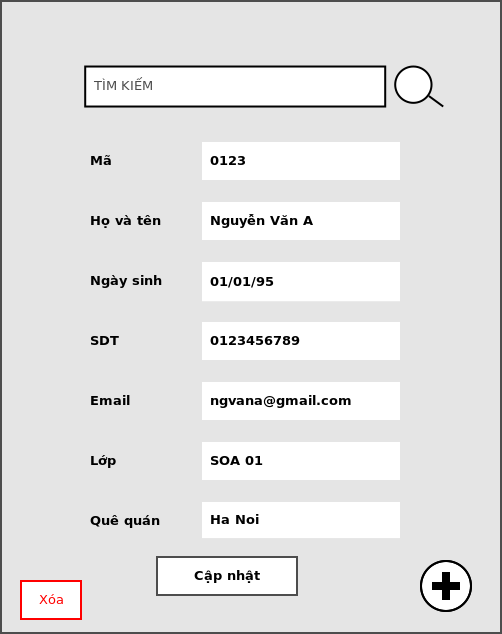 TÌM KIẾM
Mã 0123
Họ và tên Nguyễn Văn A
Ngày sinh 01/01/95
SDT 0123456789
Email ngvana@gmail.com
Lớp SOA 01
Quê quán Ha Noi
Cập nhật
Xóa